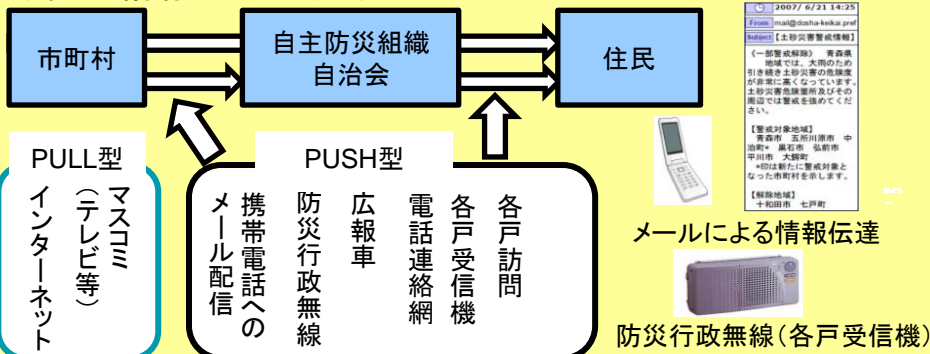 市町村
自主防災組織
自治会
住民
PULL型
マスコミ
(テレビ等)
インターネット
PUSH型
携帯電話への
メール配信
防災行政無線
広報車
電話連絡網
各戸受信機
各戸訪問
2007/ 6/21 14:25
From mail@dosha-keikai.pref
Subject 【土砂災害警戒情報】
《一部警戒解除》 青森県
地域では、大雨のため
引き続き土砂災害の危険度
が非常に高くなっています。
土砂災害危険箇所及びその
周辺では警戒を強めてくだ
さい。
【警戒対象地域】
青森市 五所川原市 中
泊町* 黒石市 弘前市
平川市 大鰐町
*印は新たに警戒対象と
なった市町村を示します。
【解除地域】
十和田市 七戸町
メールによる情報伝達
防災行政無線(各戸受信機)